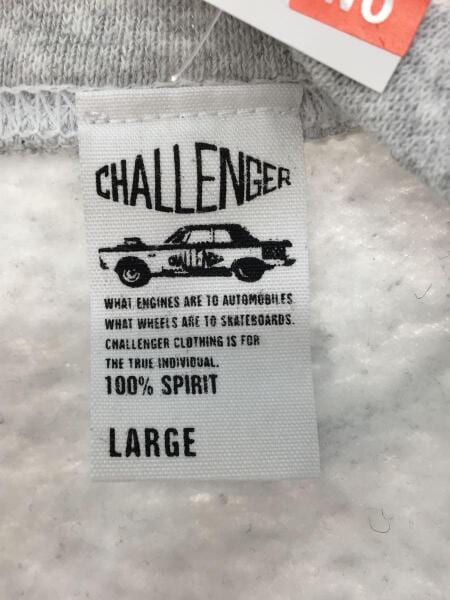 CHALLENGER
WHAT ENGINES ARE TO AUTOMOBILES.
WHAT WHEELS ARE TO SKATEBOARDS.
CHALLENGER CLOTHING IS FOR
THE TRUE INDIVIDUAL.
100% SPIRIT
LARGE